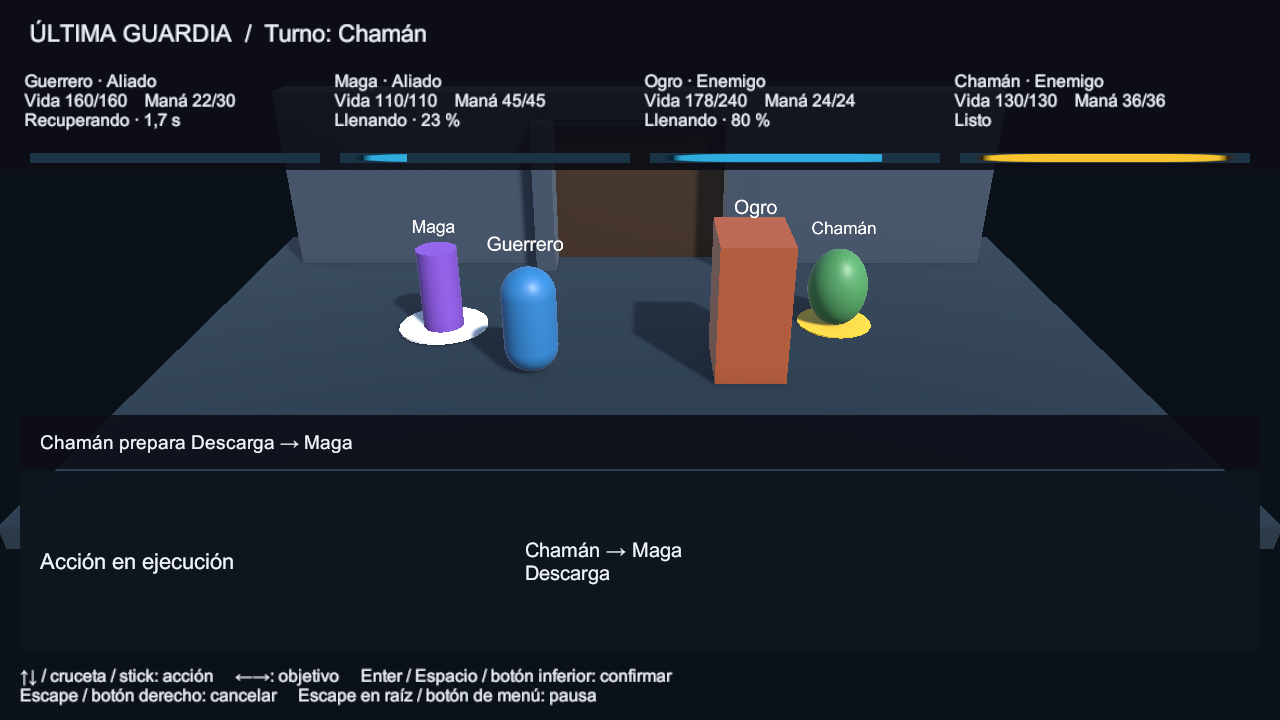 ÚLTIMA GUARDIA / Turno: Chamán
Guerrero · Aliado
Vida 160/160 Maná 22/30
Recuperando · 1,7 s
Maga · Aliado
Vida 110/110 Maná 45/45
Llenando · 23 %
Ogro · Enemigo
Vida 178/240 Maná 24/24
Llenando · 80 %
Chamán · Enemigo
Vida 130/130 Maná 36/36
Listo
Maga
Guerrero
Ogro
Chamán
Chamán prepara Descarga → Maga
Acción en ejecución
Chamán → Maga
Descarga
↑↓ / cruceta / stick: acción ←→: objetivo Enter / Espacio / botón inferior: confirmar
Escape / botón derecho: cancelar Escape en raíz / botón de menú: pausa